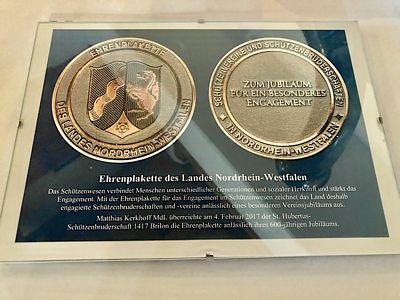 EHRENPLAKETTE
DES LANDES NORDRHEIN-WESTFALEN
SCHÜTZENVEREINE UND SCHÜTZENBRUDERSCHAFTEN
ZUM JUBILÄUM
FÜR EIN BESONDERES
ENGAGEMENT
IN NORDRHEIN-WESTFALEN
Ehrenplakette des Landes Nordrhein-Westfalen
Das Schützenwesen verbindet Menschen unterschiedlicher Generationen und sozialer Herkunft und stärkt das
Engagement. Mit der Ehrenplakette für das Engagement im Schützenwesen zeichnet das Land deshalb
engagierte Schützenbruderschaften und -vereine anlässlich eines besonderen Vereinsjubiläums aus.
Matthias Kerkhoff MdL überreichte am 4. Februar 2017 der St. Hubertus-
Schützenbruderschaft 1417 Brilon die Ehrenplakette anlässlich ihres 600-jährigen Jubiläums.